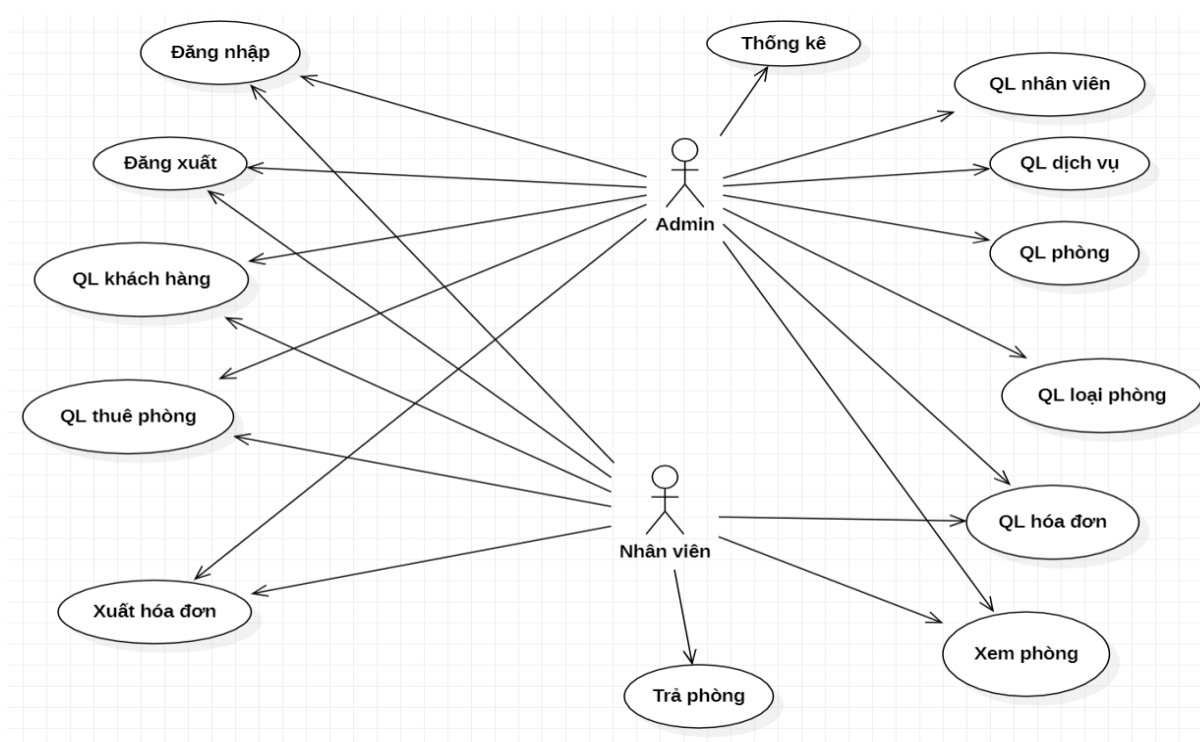 Đăng nhập
Thống kê
QL nhân viên
Đăng xuất
QL dịch vụ
Admin
QL phòng
QL khách hàng
QL loại phòng
QL thuê phòng
QL hóa đơn
Nhân viên
Xuất hóa đơn
Xem phòng
Trả phòng